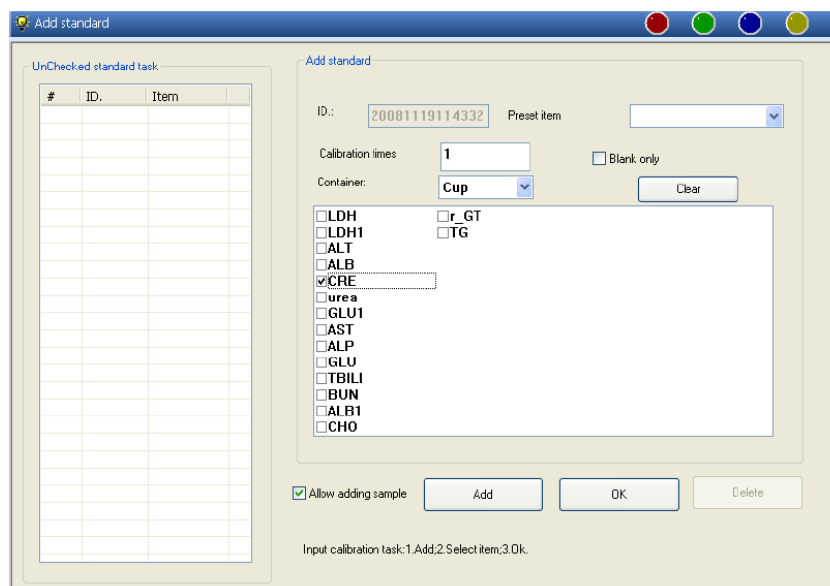 Add standard
UnChecked standard task
# ID. Item
Add standard
ID.: 20081119114332 Preset item
Calibration times 1 Blank only
Container: Cup Clear
LDH r_GT
LDH1 TG
ALT
ALB
CRE
urea
GLU1
AST
ALP
GLU
TBILI
BUN
ALB1
CHO
Allow adding sample Add OK Delete
Input calibration task:1.Add;2.Select item;3.Ok.